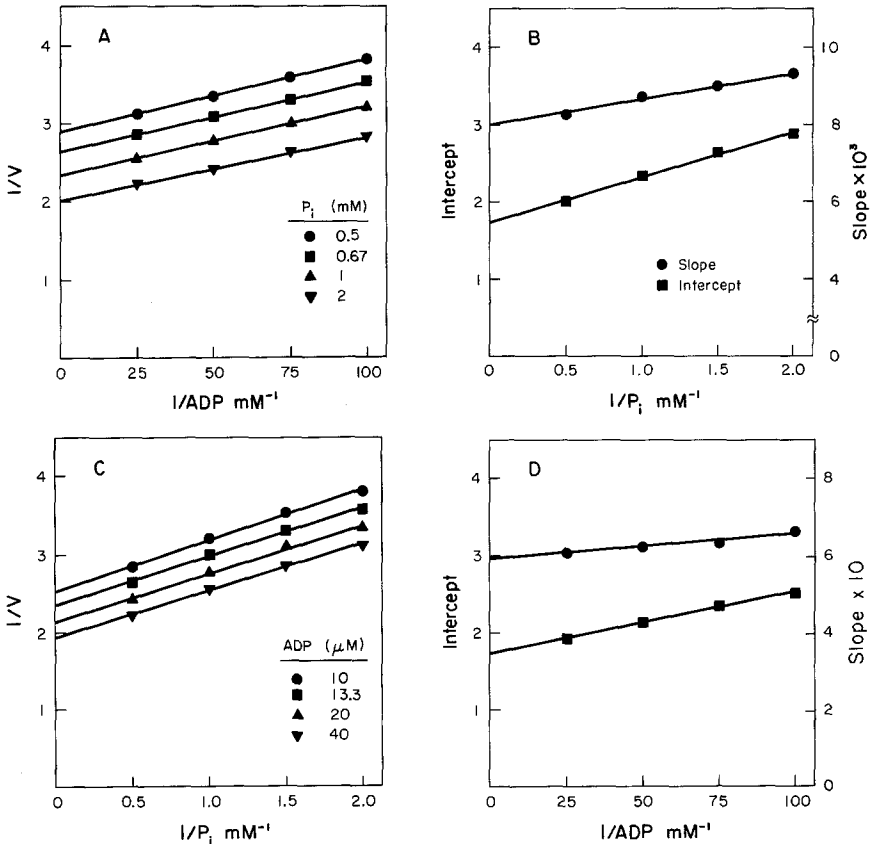 A
4
3
2
1
1/V
Pi (mM)
0.5
0.67
1
2
0 25 50 75 100
1/ADP mM⁻¹
B
4
3
2
1
Intercept
10
8
6
4
0
Slope x 10³
Slope
Intercept
0 0.5 1.0 1.5 2.0
1/Pi mM⁻¹
C
4
3
2
1
1/V
ADP (μM)
10
13.3
20
40
0 0.5 1.0 1.5 2.0
1/Pi mM⁻¹
D
4
3
2
1
Intercept
8
6
4
2
0
Slope x 10
0 25 50 75 100
1/ADP mM⁻¹